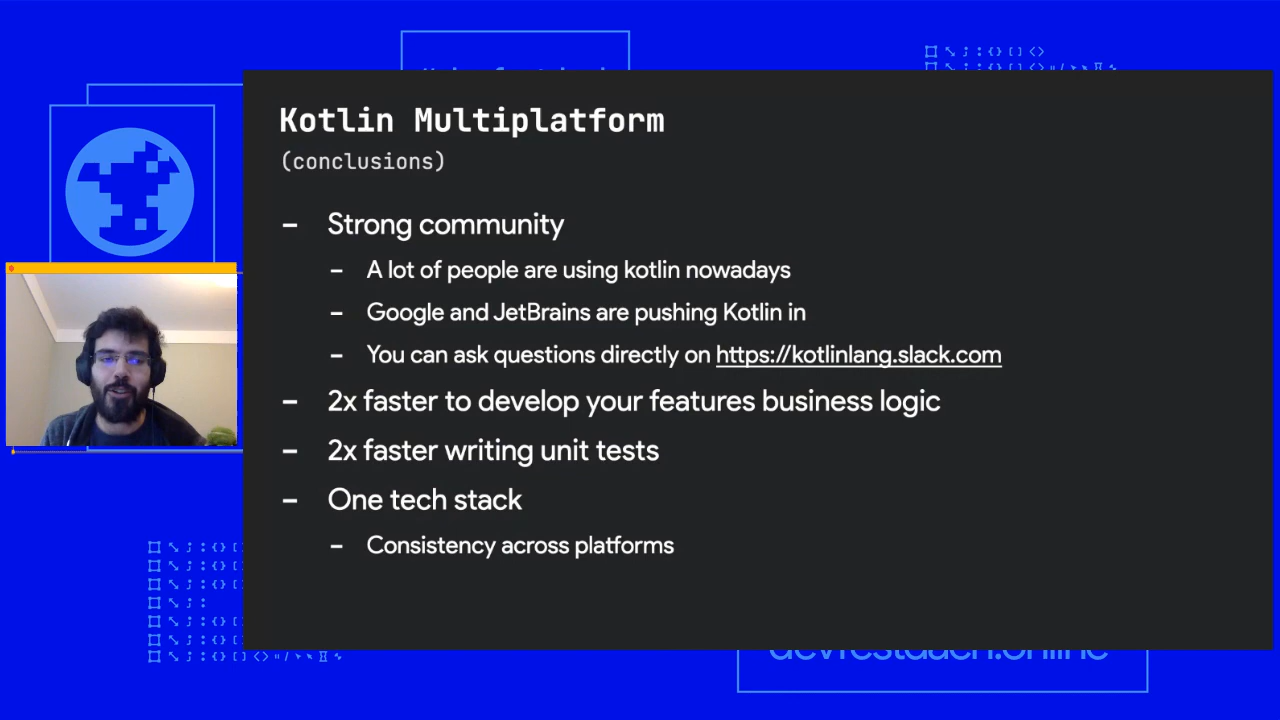 Kotlin Multiplatform
(conclusions)
- Strong community
- A lot of people are using kotlin nowadays
- Google and JetBrains are pushing Kotlin in
- You can ask questions directly on https://kotlinlang.slack.com
- 2x faster to develop your features business logic
- 2x faster writing unit tests
- One tech stack
- Consistency across platforms